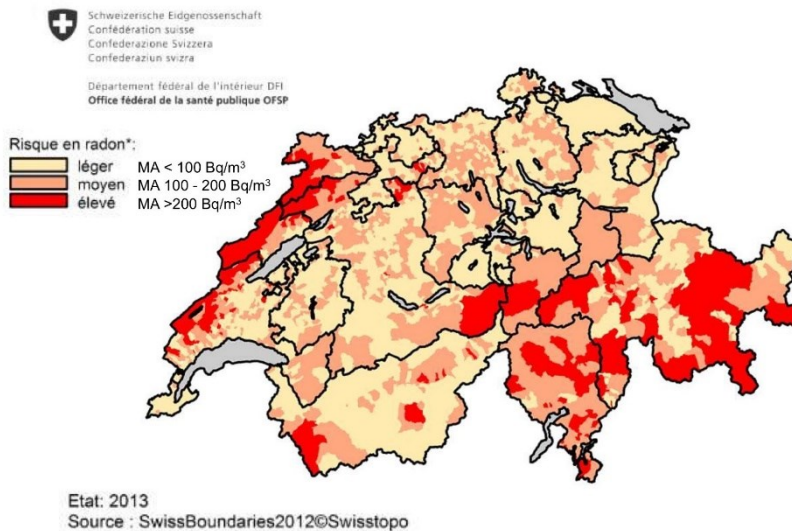 Schweizerische Eidgenossenschaft
Confédération suisse
Confederazione Svizzera
Confederaziun svizra
Département fédéral de l'intérieur DFI
Office fédéral de la santé publique OFSP
Risque en radon*:
léger MA < 100 Bq/m³
moyen MA 100 - 200 Bq/m³
élevé MA >200 Bq/m³
Etat: 2013
Source : SwissBoundaries2012©Swisstopo